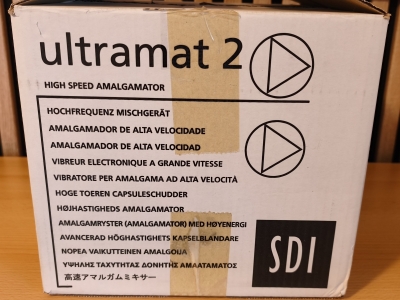 ultramat 2
HIGH SPEED AMALGAMATOR
HOCHFREQUENZ MISCHGERÄT
AMALGAMADOR DE ALTA VELOCIDADE
AMALGAMADOR DE ALTA VELOCIDAD
VIBREUR ELECTRONIQUE A GRANDE VITESSE
VIBRATORE PER AMALGAMA AD ALTA VELOCITÀ
HOGE TOEREN CAPSULESCHUDDER
HØJHASTIGHEDS AMALGAMATOR
AMALGAMRYSTER (AMALGAMATOR) MED HØYENERGI
AVANCERAD HÖGHASTIGHETS KAPSELBLANDARE
NOPEA VAIKUTTEINEN AMALGOIJA
ΥΨΗΛΗΣ ΤΑΧΥΤΗΤΑΣ ΔΟΝΗΤΗΣ ΑΜΑΛΓΑΜΑΤΟΣ
高速アマルガムミキサー
SDI